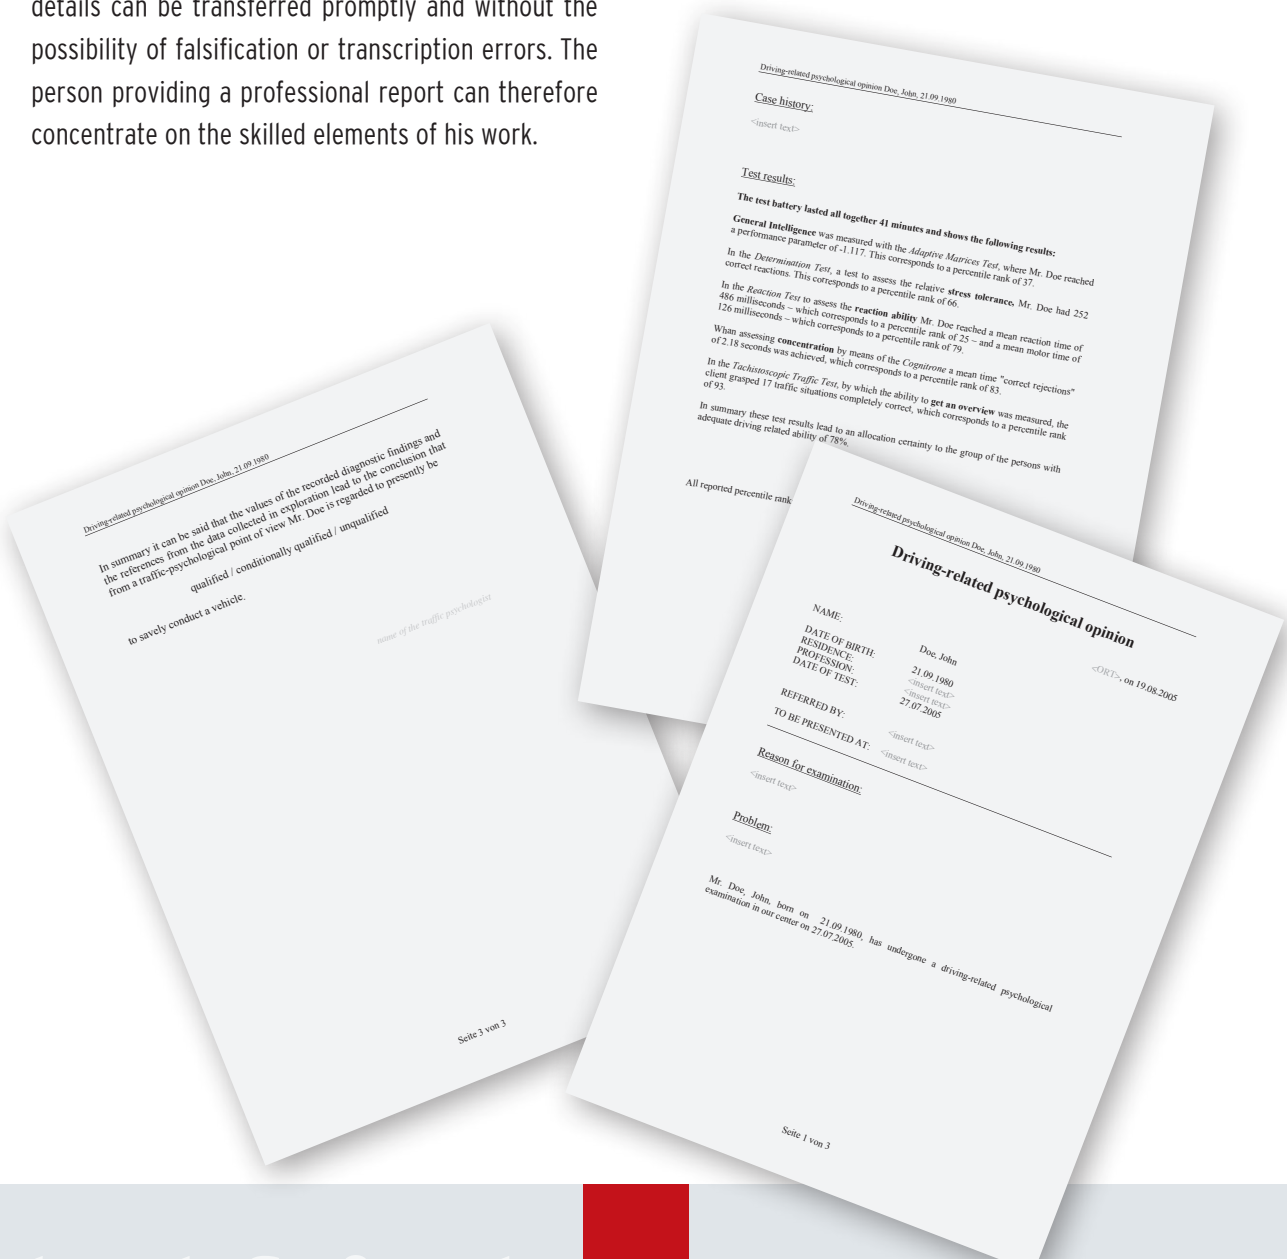 details can be transferred promptly and without the
possibility of falsification or transcription errors. The
person providing a professional report can therefore
concentrate on the skilled elements of his work.
Driving-related psychological opinion Doe, John, 21.09.1980
Case history:
<insert text>
Test results:
The test battery lasted all together 41 minutes and shows the following results:
General Intelligence was measured with the Adaptive Matrices Test, where Mr. Doe reached
a performance parameter of -1.117. This corresponds to a percentile rank of 37.
In the Determination Test, a test to assess the relative stress tolerance, Mr. Doe had 252
correct reactions. This corresponds to a percentile rank of 66.
In the Reaction Test to assess the reaction ability Mr. Doe reached a mean reaction time of
486 milliseconds – which corresponds to a percentile rank of 25 – and a mean motor time of
126 milliseconds – which corresponds to a percentile rank of 79.
Whan assessing concentration by means of the Cognitrone a mean time "correct rejections"
of 2.18 seconds was achieved, which corresponds to a percentile rank of 83.
In the Tachistoscopic Traffic Test, by which the ability to get an overview was measured, the
client grasped 17 traffic situations completely correct, which corresponds to a percentile rank
of 93.
In summary these test results lead to an allocation certainty to the group of the persons with
adequate driving related ability of 78%.
All reported percentile rank
Driving-related psychological opinion Doe, John, 21.09.1980
In summary it can be said that the values of the recorded diagnostic findings and
the references from the data collected in exploration lead to the conclusion that
from a traffic-psychological point of view Mr. Doe is regarded to presently be
qualified / conditionally qualified / unqualified
to savely conduct a vehicle.
name of the traffic psychologist
Seite 3 von 3
Driving-related psychological opinion Doe, John, 21.09.1980
Driving-related psychological opinion
<ORT>, on 19.08.2005
NAME: Doe, John
DATE OF BIRTH: 21.09.1980
RESIDENCE: <insert text>
PROFESSION: <insert text>
DATE OF TEST: 27.07.2005
REFERRED BY: <insert text>
TO BE PRESENTED AT: <insert text>
Reason for examination:
<insert text>
Problem:
<insert text>
Mr. Doe, John, born on 21.09.1980, has undergone a driving-related psychological
examination in our center on 27.07.2005.
Seite 1 von 3